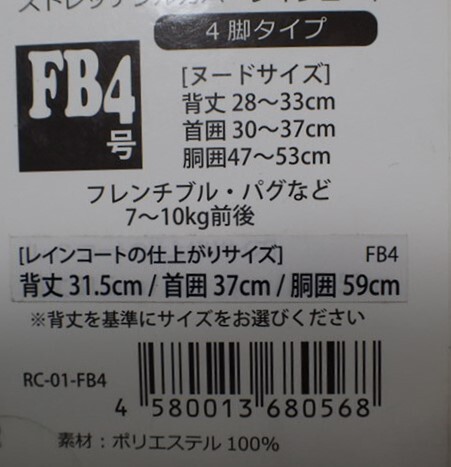 4脚タイプ
FB4
号
[ヌードサイズ]
背丈 28〜33cm
首囲 30〜37cm
胴囲47〜53cm
フレンチブル・パグなど
7〜10kg前後
[レインコートの仕上がりサイズ] FB4
背丈 31.5cm / 首囲 37cm / 胴囲 59cm
※背丈を基準にサイズをお選びください
RC-01-FB4
4 580013 680568
素材：ポリエステル 100%